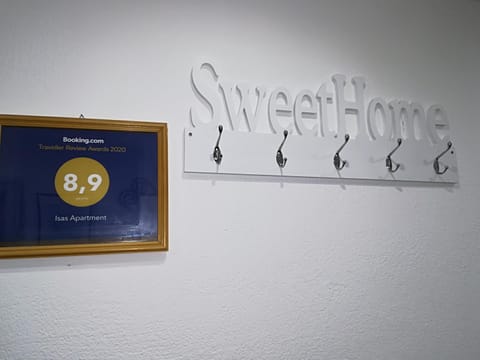 Booking.com
Traveller Review Awards 2020
8,9
Isas Apartment
SweetHome